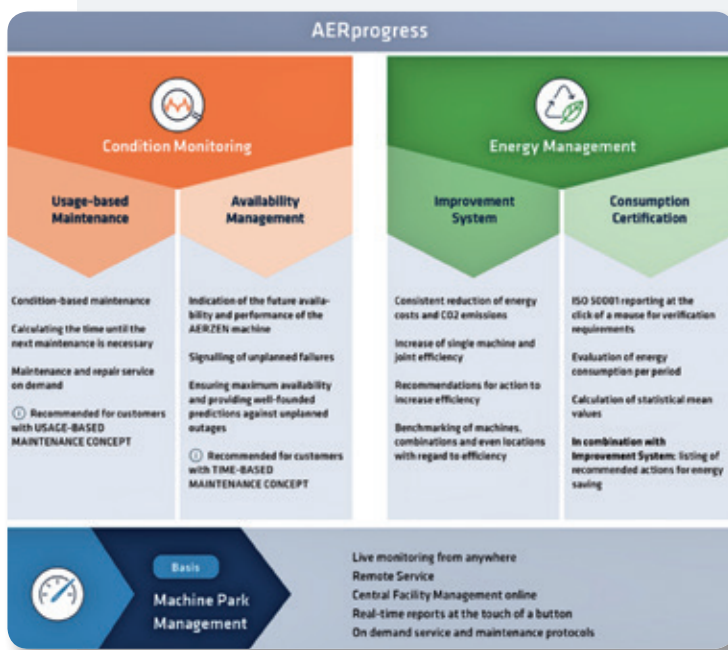 AERprogress
Condition Monitoring
Usage-based
Maintenance
Condition-based maintenance
Calculating the time until the
next maintenance is necessary
Maintenance and repair service
on demand
Recommended for customers
with USAGE-BASED
MAINTENANCE CONCEPT
Availability
Management
Indication of the future availa-
bility and performance of the
AERZEN machine
Signalling of unplanned failures
Ensuring maximum availability
and providing well-founded
predictions against unplanned
outages
Recommended for customers
with TIME-BASED
MAINTENANCE CONCEPT
Energy Management
Improvement
System
Consistent reduction of energy
costs and CO2 emissions
Increase of single machine and
joint efficiency
Recommendations for action to
increase efficiency
Benchmarking of machines,
combinations and even locations
with regard to efficiency
Consumption
Certification
ISO 50001 reporting at the
click of a mouse for verification
requirements
Evaluation of energy
consumption per period
Calculation of statistical mean
values
In combination with
Improvement System: listing of
recommended actions for energy
saving
Basis
Machine Park
Management
Live monitoring from anywhere
Remote Service
Central Facility Management online
Real-time reports at the touch of a button
On demand service and maintenance protocols